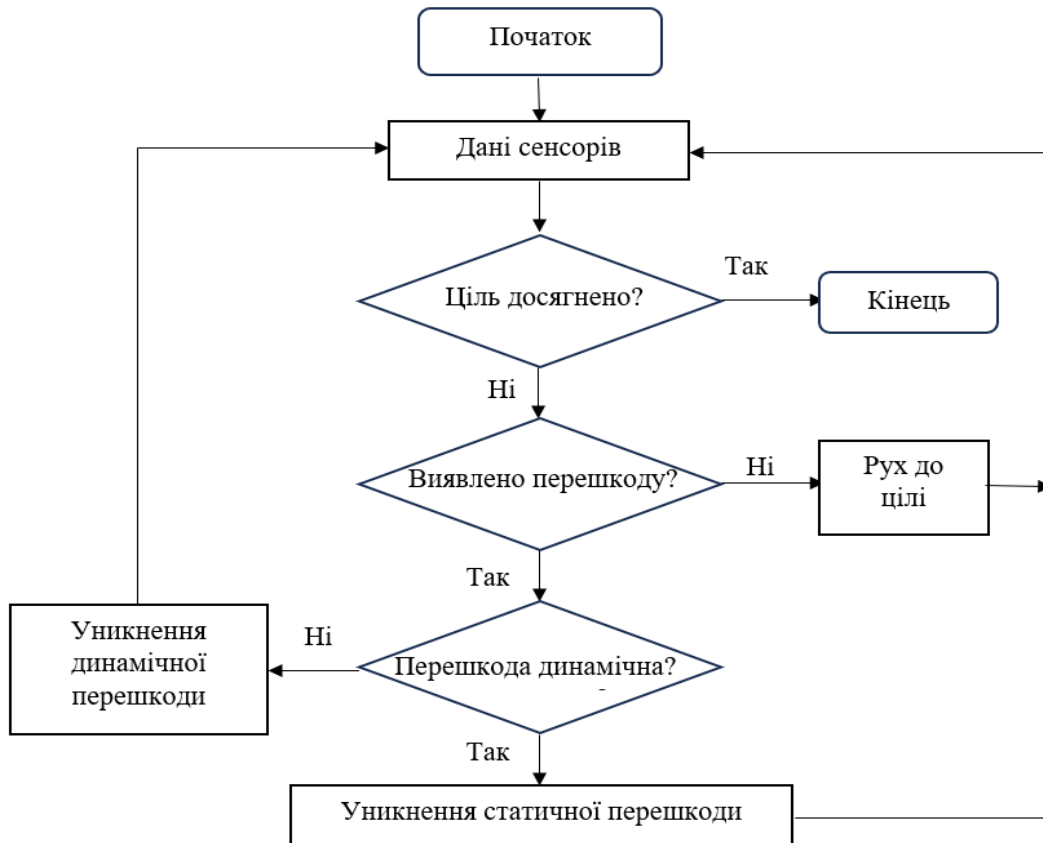 Початок
Дані сенсорів
Ціль досягнено?
Так
Кінець
Ні
Виявлено перешкоду?
Ні
Рух до
цілі
Так
Уникнення
динамічної
перешкоди
Ні
Перешкода динамічна?
Так
Уникнення статичної перешкоди